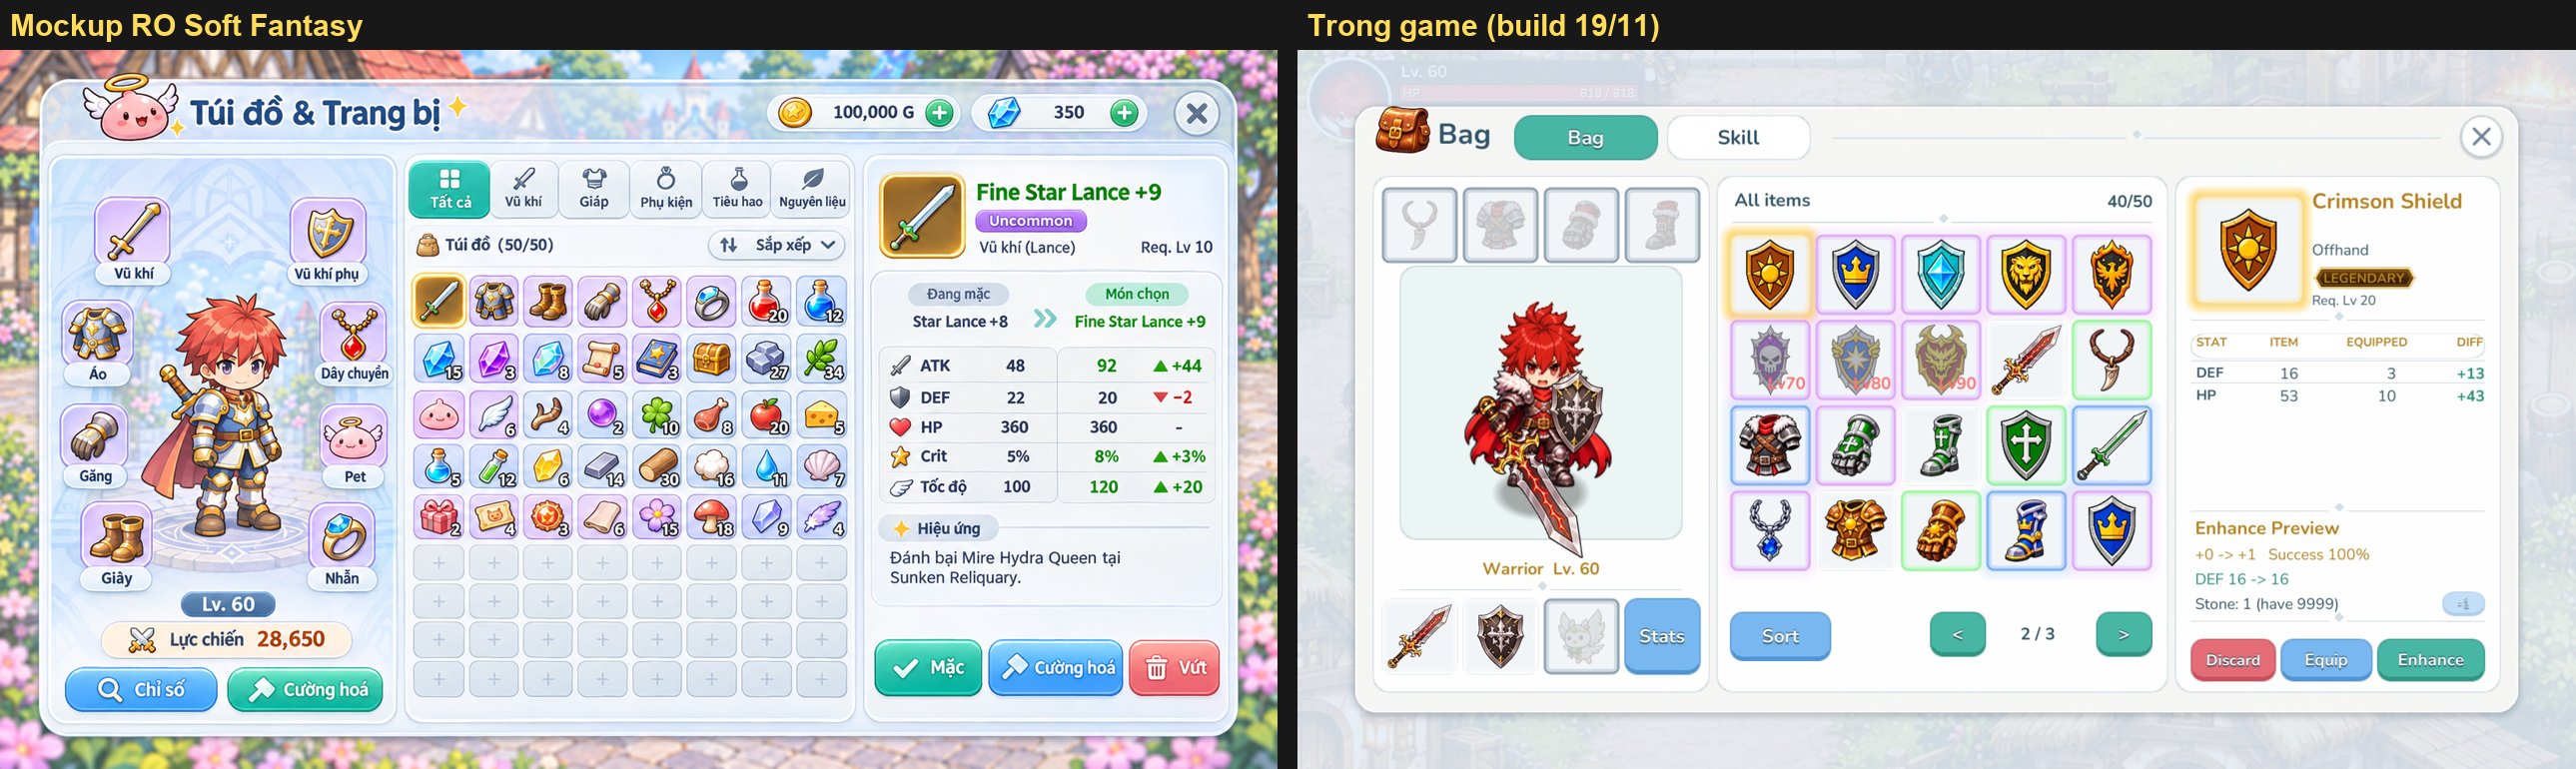 Mockup RO Soft Fantasy
Túi đồ & Trang bị
100,000 G
350
Vũ khí
Vũ khí phụ
Áo
Dây chuyền
Găng
Pet
Giày
Nhẫn
Lv. 60
Lực chiến 28,650
Chỉ số
Cường hoá
Tất cả
Vũ khí
Giáp
Phụ kiện
Tiêu hao
Nguyên liệu
Túi đồ (50/50)
Sắp xếp
20 12
15 3 8 5 3 27 34
6 4 2 10 8 20 5
5 12 6 14 30 16 11 7
2 4 3 6 15 18 9 4
Fine Star Lance +9
Uncommon
Vũ khí (Lance) Req. Lv 10
Đang mặc
Món chọn
Star Lance +8
Fine Star Lance +9
ATK 48 92 +44
DEF 22 20 −2
HP 360 360 -
Crit 5% 8% +3%
Tốc độ 100 120 +20
Hiệu ứng
Đánh bại Mire Hydra Queen tại
Sunken Reliquary.
Mặc
Cường hoá
Vứt
Trong game (build 19/11)
Lv. 60
HP 818 / 818
Bag
Bag
Skill
Warrior Lv. 60
Stats
All items 40/50
Lv70 Lv80 Lv90
Sort
< 2 / 3 >
Crimson Shield
Offhand
LEGENDARY
Req. Lv 20
STAT ITEM EQUIPPED DIFF
DEF 16 3 +13
HP 53 10 +43
Enhance Preview
+0 -> +1 Success 100%
DEF 16 -> 16
Stone: 1 (have 9999)
Discard
Equip
Enhance